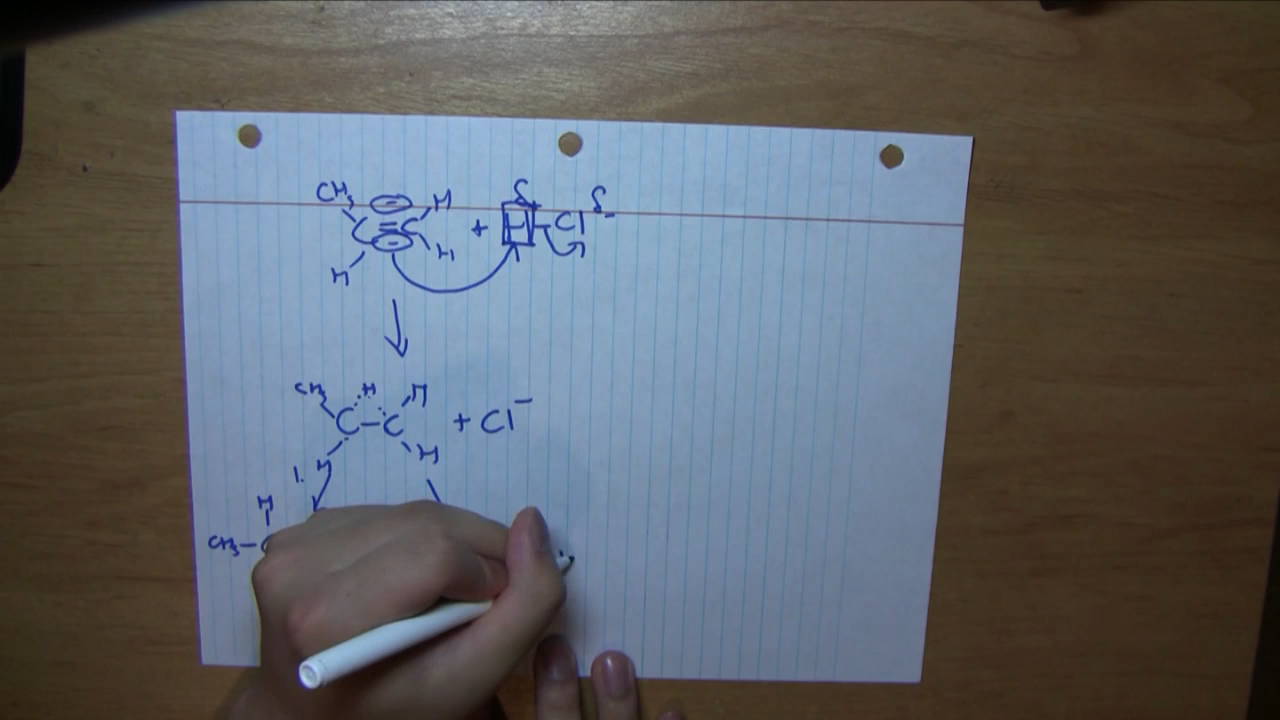 CH3 H δ+ δ-
C=C + H-Cl
H H
CH3 H H
C-C + Cl-
H H
1.
H
CH3-